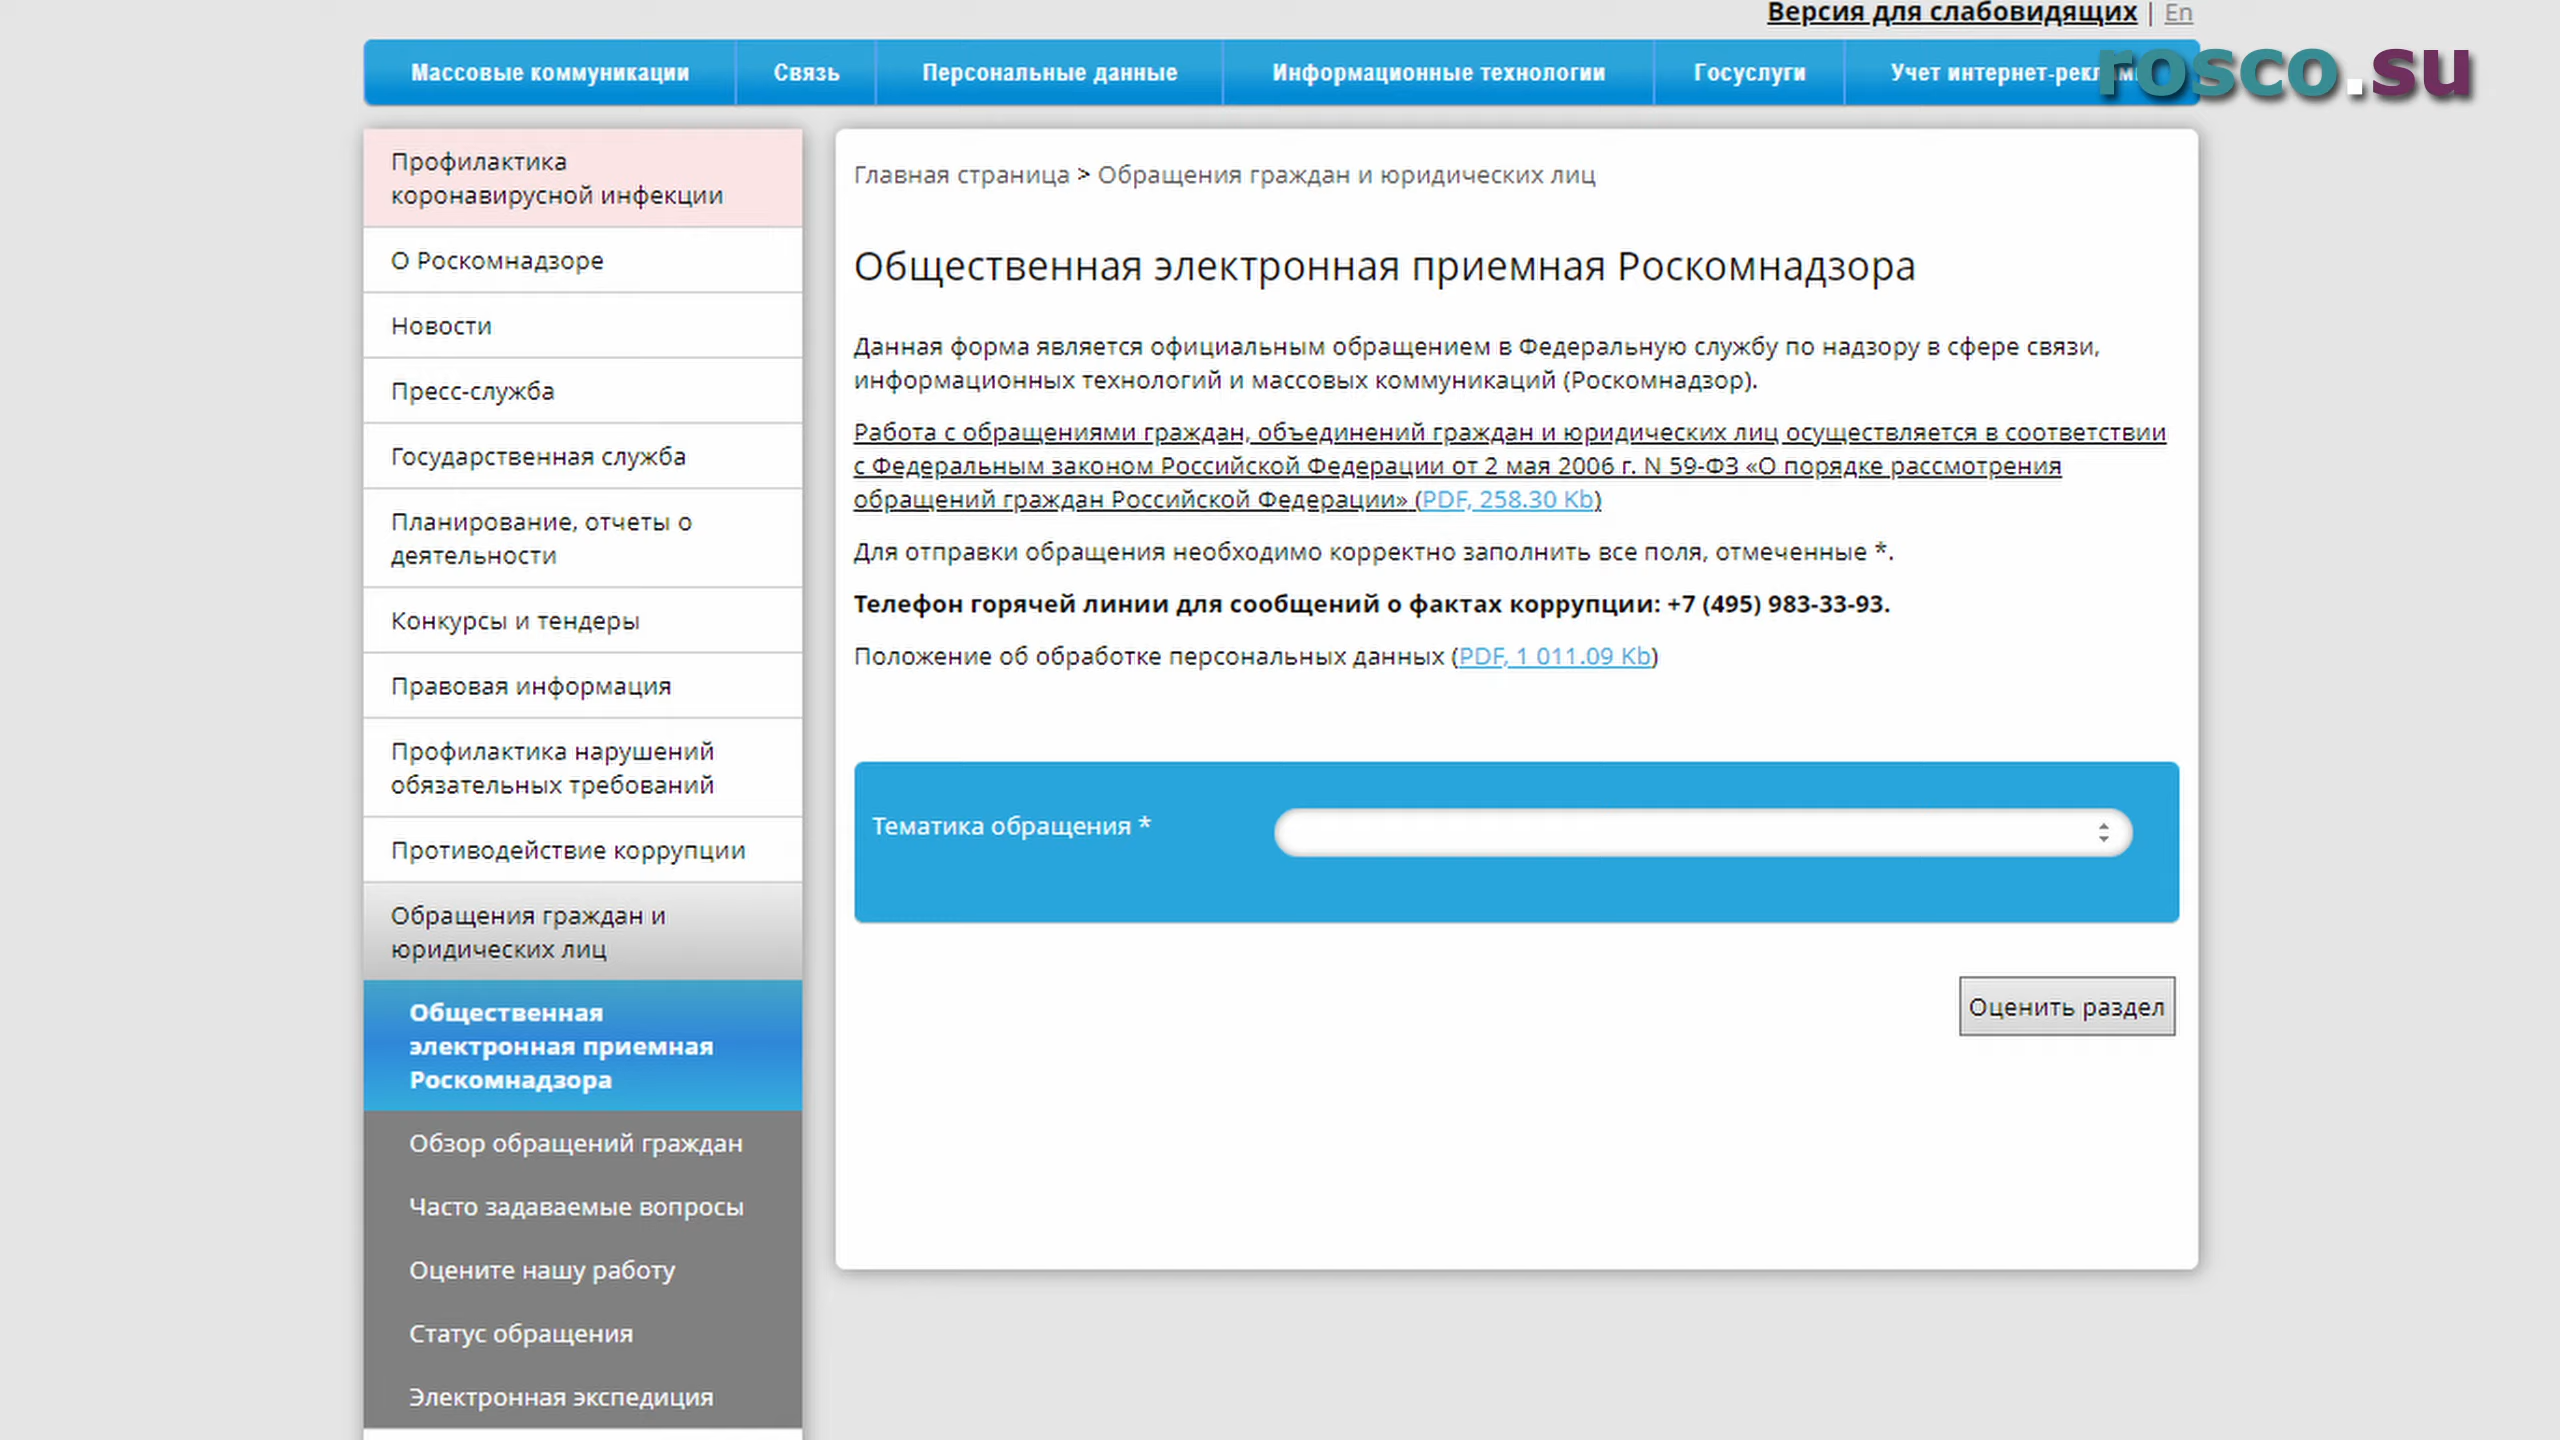 Версия для слабовидящих | En
Массовые коммуникации
Связь
Персональные данные
Информационные технологии
Госуслуги
Учет
rosco.su
Профилактика
коронавирусной инфекции
О Роскомнадзоре
Новости
Пресс-служба
Государственная служба
Планирование, отчеты о
деятельности
Конкурсы и тендеры
Правовая информация
Профилактика нарушений
обязательных требований
Противодействие коррупции
Обращения граждан и
юридических лиц
Общественная
электронная приемная
Роскомнадзора
Обзор обращений граждан
Часто задаваемые вопросы
Оцените нашу работу
Статус обращения
Электронная экспедиция
Главная страница > Обращения граждан и юридических лиц
Общественная электронная приемная Роскомнадзора
Данная форма является официальным обращением в Федеральную службу по надзору в сфере связи,
информационных технологий и массовых коммуникаций (Роскомнадзор).
Работа с обращениями граждан, объединений граждан и юридических лиц осуществляется в соответствии
с Федеральным законом Российской Федерации от 2 мая 2006 г. N 59-ФЗ «О порядке рассмотрения
обращений граждан Российской Федерации» (PDF, 258.30 Kb)
Для отправки обращения необходимо корректно заполнить все поля, отмеченные *.
Телефон горячей линии для сообщений о фактах коррупции: +7 (495) 983-33-93.
Положение об обработке персональных данных (PDF, 1 011.09 Kb)
Тематика обращения *
Оценить раздел